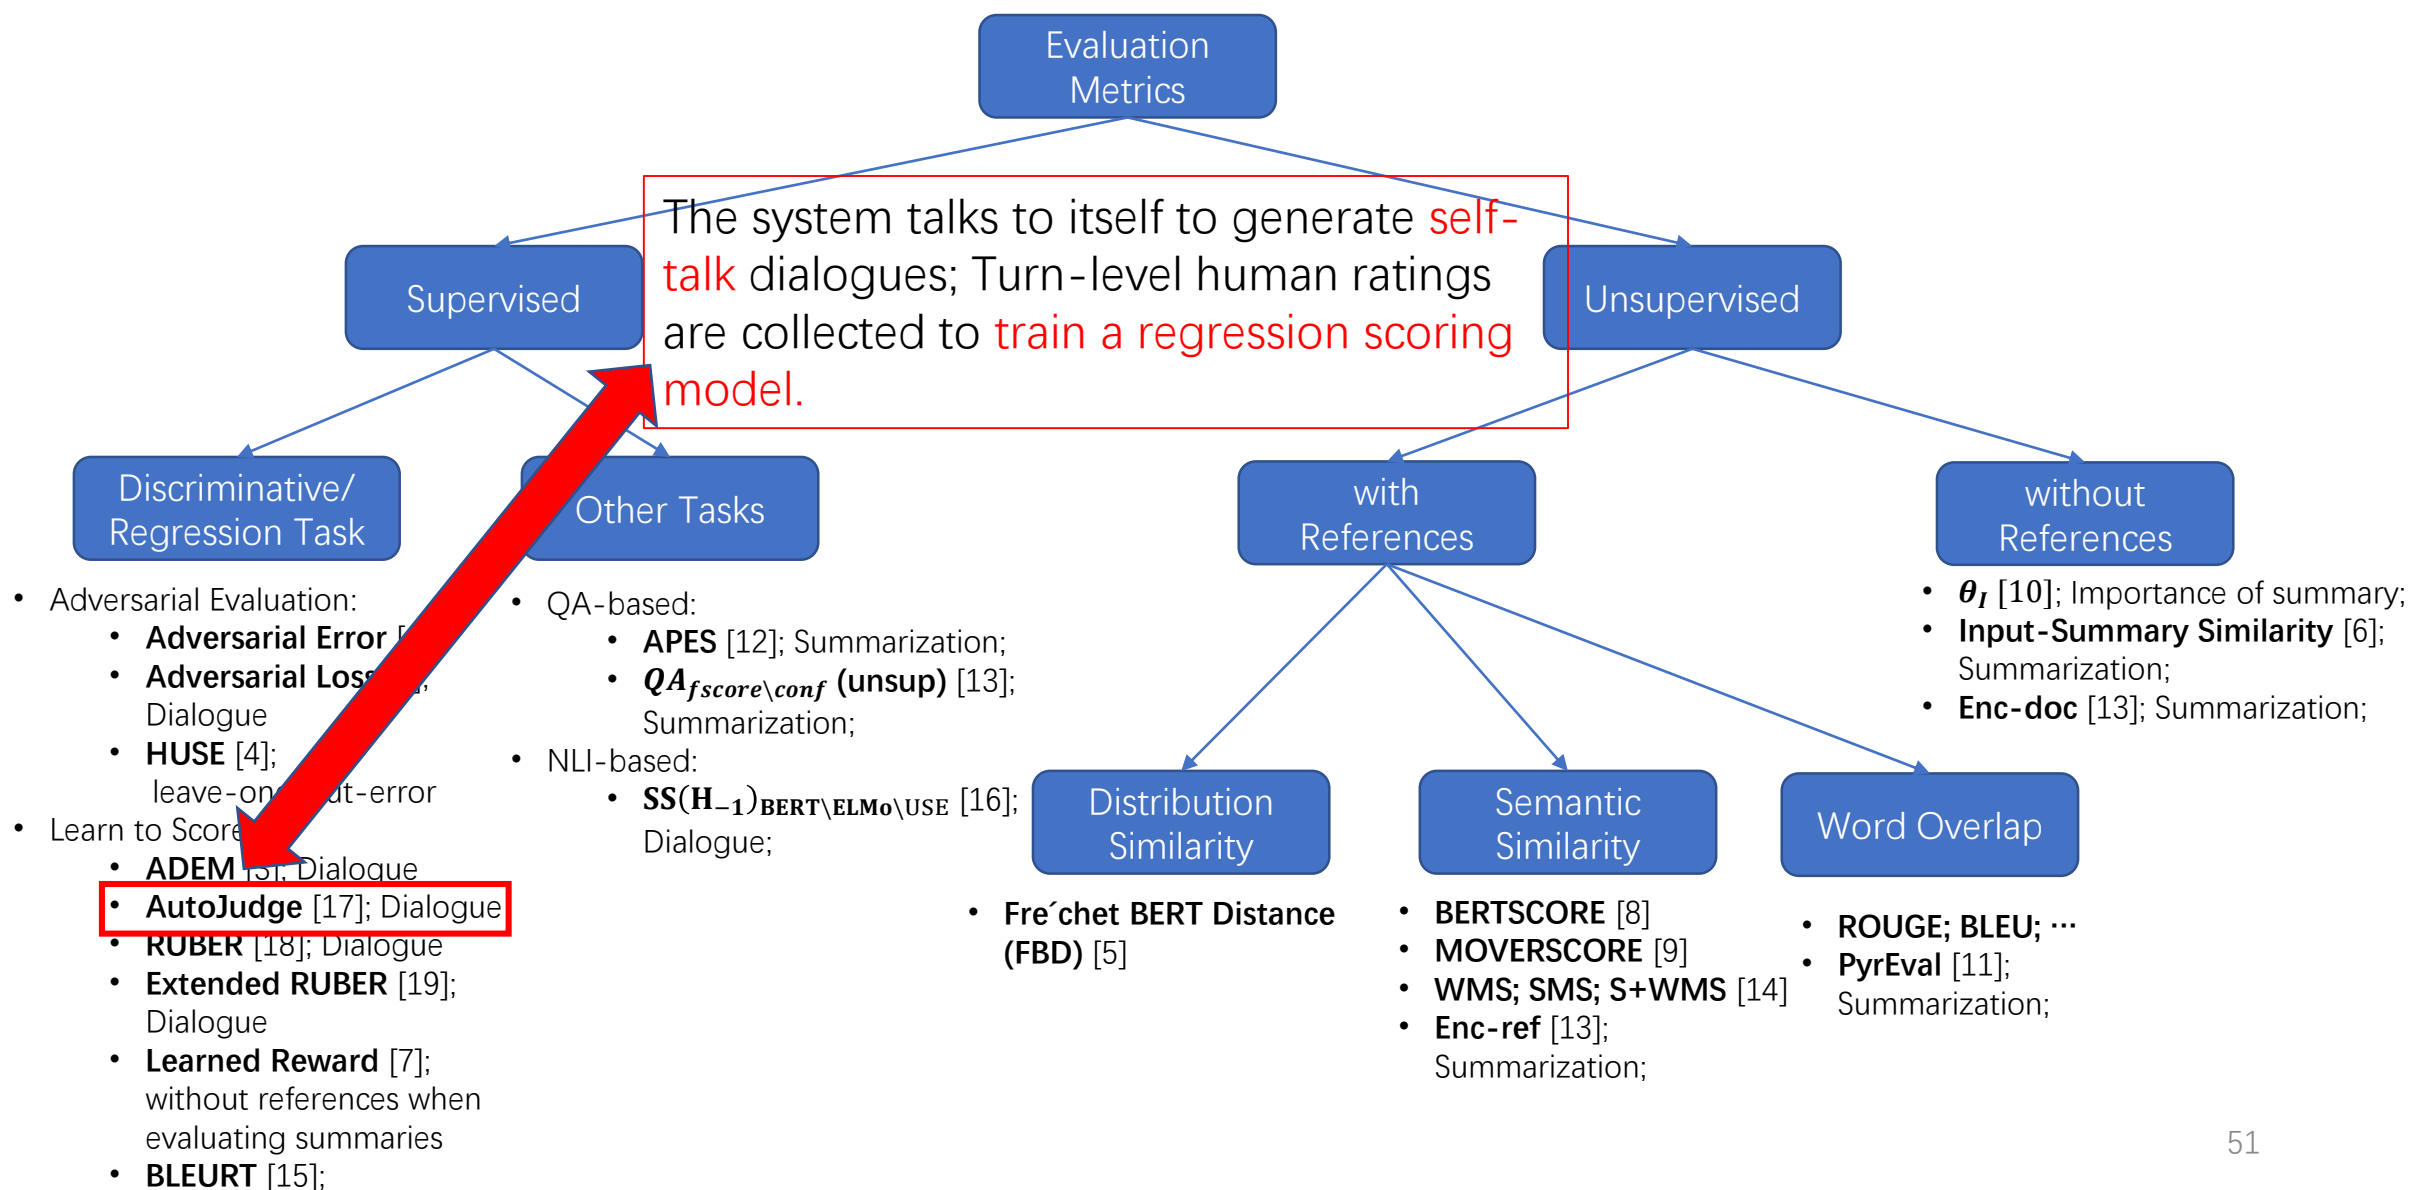 Evaluation
Metrics
The system talks to itself to generate self-
talk dialogues; Turn-level human ratings
are collected to train a regression scoring
model.
Supervised
Unsupervised
Discriminative/
Regression Task
Other Tasks
with
References
without
References
• Adversarial Evaluation:
• Adversarial Error [
• Adversarial Loss ];
Dialogue
• HUSE [4];
leave-one-out-error
• Learn to Score
• ADEM [3]; Dialogue
• AutoJudge [17]; Dialogue
• RUBER [18]; Dialogue
• Extended RUBER [19];
Dialogue
• Learned Reward [7];
without references when
evaluating summaries
• BLEURT [15];
• QA-based:
• APES [12]; Summarization;
• QA_fscore\conf (unsup) [13];
Summarization;
• NLI-based:
• SS(H₋₁)_BERT\ELMo\USE [16];
Dialogue;
• θ_I [10]; Importance of summary;
• Input-Summary Similarity [6];
Summarization;
• Enc-doc [13]; Summarization;
Distribution
Similarity
Semantic
Similarity
Word Overlap
• Fre´chet BERT Distance
(FBD) [5]
• BERTSCORE [8]
• MOVERSCORE [9]
• WMS; SMS; S+WMS [14]
• Enc-ref [13];
Summarization;
• ROUGE; BLEU; ···
• PyrEval [11];
Summarization;
51